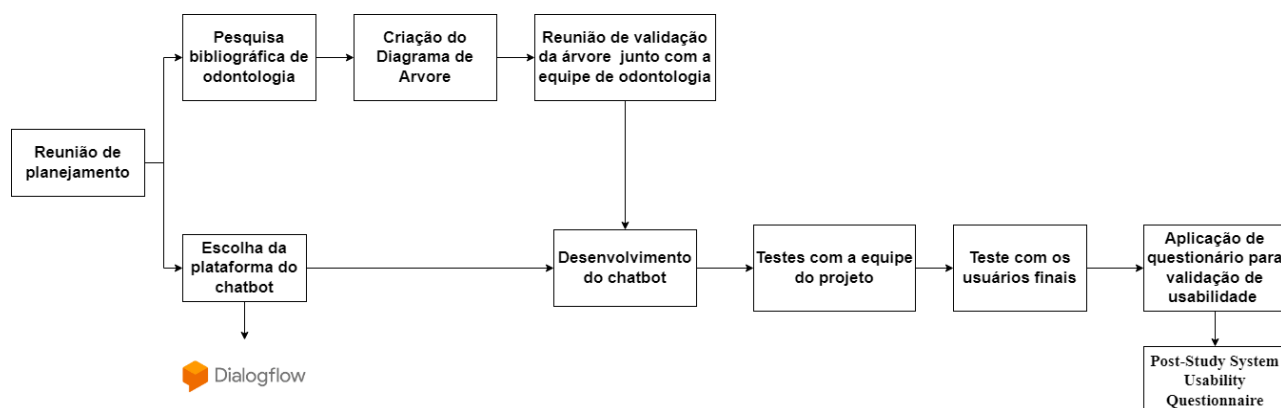 Pesquisa
bibliográfica de
odontologia
Criação do
Diagrama de
Arvore
Reunião de validação
da árvore junto com a
equipe de odontologia
Reunião de
planejamento
Escolha da
plataforma do
chatbot
Desenvolvimento
do chatbot
Testes com a equipe
do projeto
Teste com os
usuários finais
Aplicação de
questionário para
validação de
usabilidade
Dialogflow
Post-Study System
Usability
Questionnaire